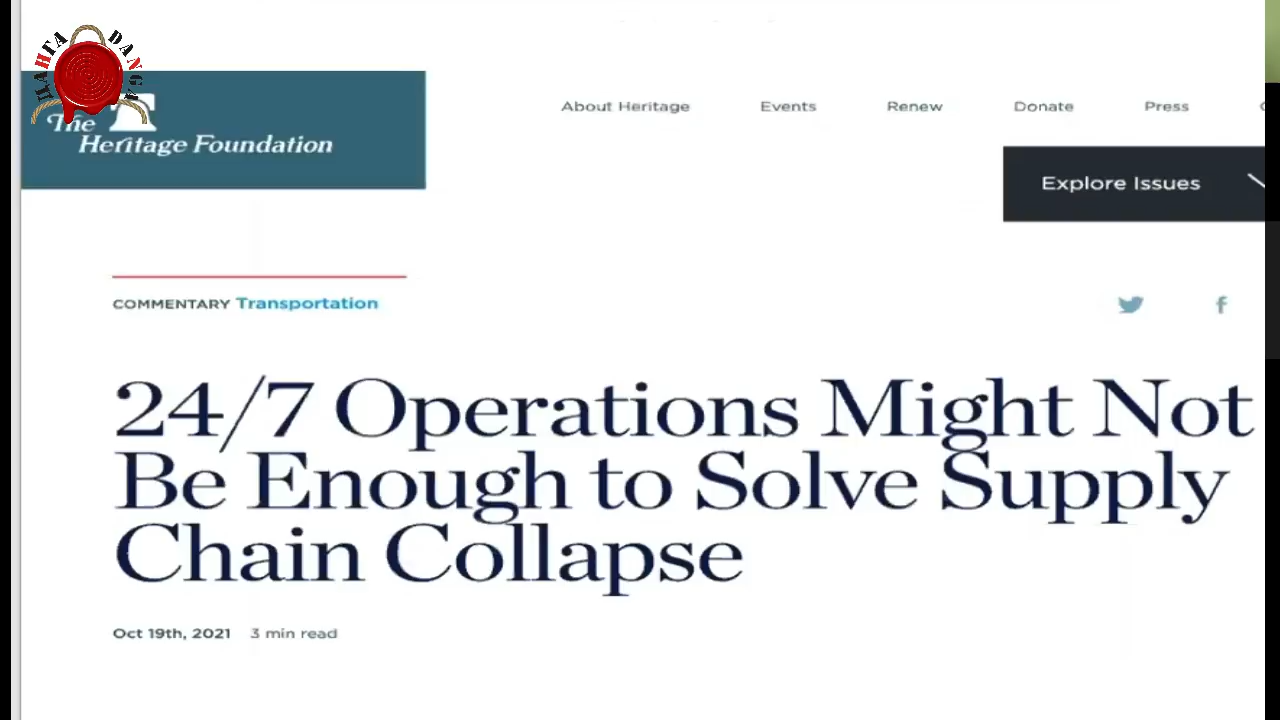 DANGA
The
Heritage Foundation
About Heritage Events Renew Donate Press
Explore Issues
COMMENTARY Transportation
24/7 Operations Might Not
Be Enough to Solve Supply
Chain Collapse
Oct 19th, 2021 3 min read